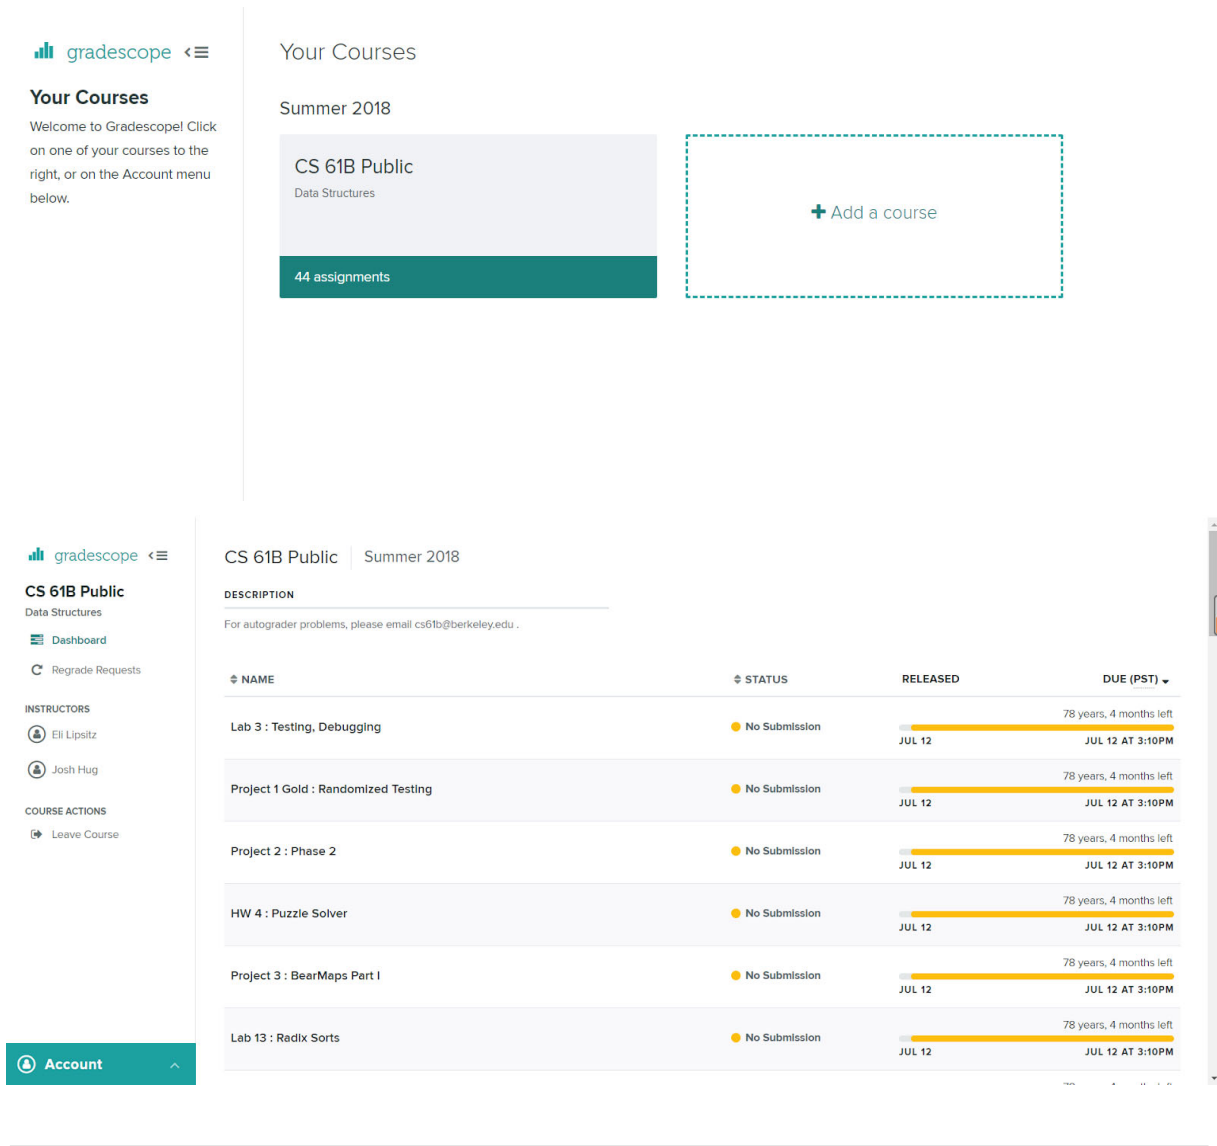 gradescope
Your Courses
Welcome to Gradescope! Click
on one of your courses to the
right, or on the Account menu
below.
Your Courses
Summer 2018
CS 61B Public
Data Structures
44 assignments
Add a course
gradescope
CS 61B Public
Data Structures
Dashboard
Regrade Requests
INSTRUCTORS
Eli Lipsitz
Josh Hug
COURSE ACTIONS
Leave Course
Account
CS 61B Public Summer 2018
DESCRIPTION
For autograder problems, please email cs61b@berkeley.edu .
NAME STATUS RELEASED DUE (PST)
78 years, 4 months left
Lab 3 : Testing, Debugging No Submission
JUL 12 JUL 12 AT 3:10PM
78 years, 4 months left
Project 1 Gold : Randomized Testing No Submission
JUL 12 JUL 12 AT 3:10PM
78 years, 4 months left
Project 2 : Phase 2 No Submission
JUL 12 JUL 12 AT 3:10PM
78 years, 4 months left
HW 4 : Puzzle Solver No Submission
JUL 12 JUL 12 AT 3:10PM
78 years, 4 months left
Project 3 : BearMaps Part I No Submission
JUL 12 JUL 12 AT 3:10PM
78 years, 4 months left
Lab 13 : Radix Sorts No Submission
JUL 12 JUL 12 AT 3:10PM